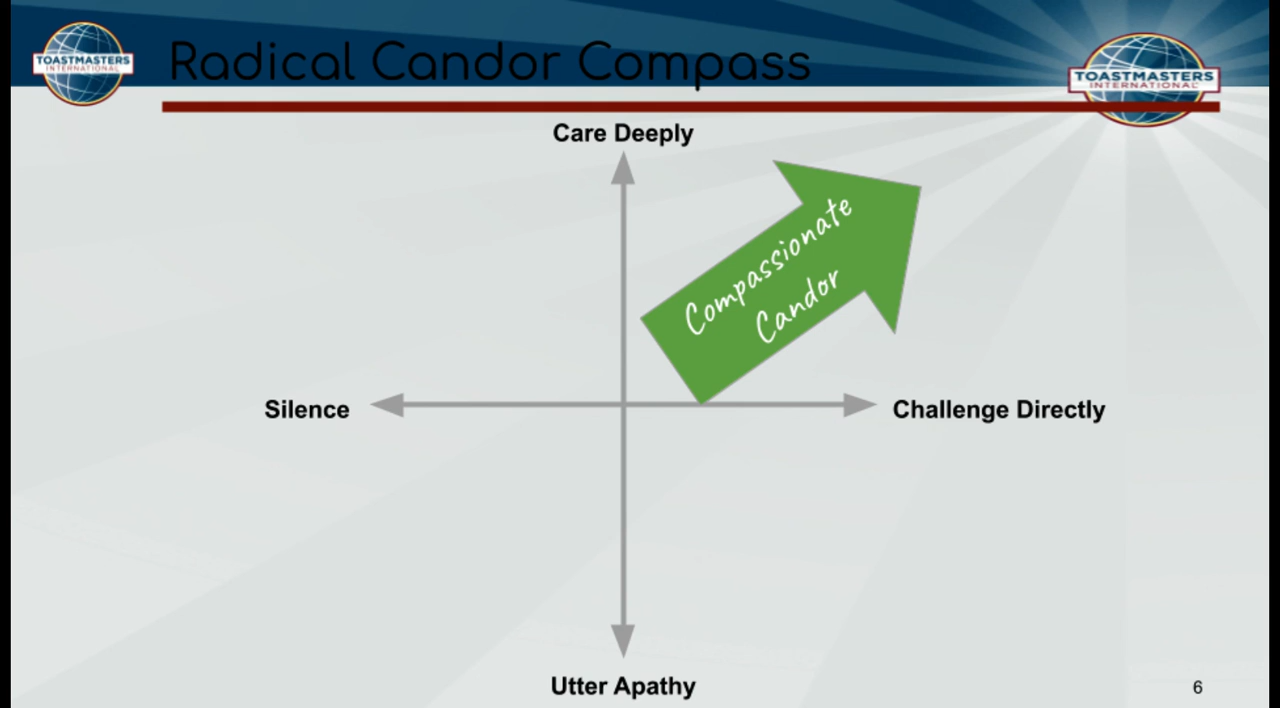 TOASTMASTERS
INTERNATIONAL
Radical Candor Compass
TOASTMASTERS
INTERNATIONAL
Care Deeply
Compassionate
Candor
Silence
Challenge Directly
Utter Apathy
6